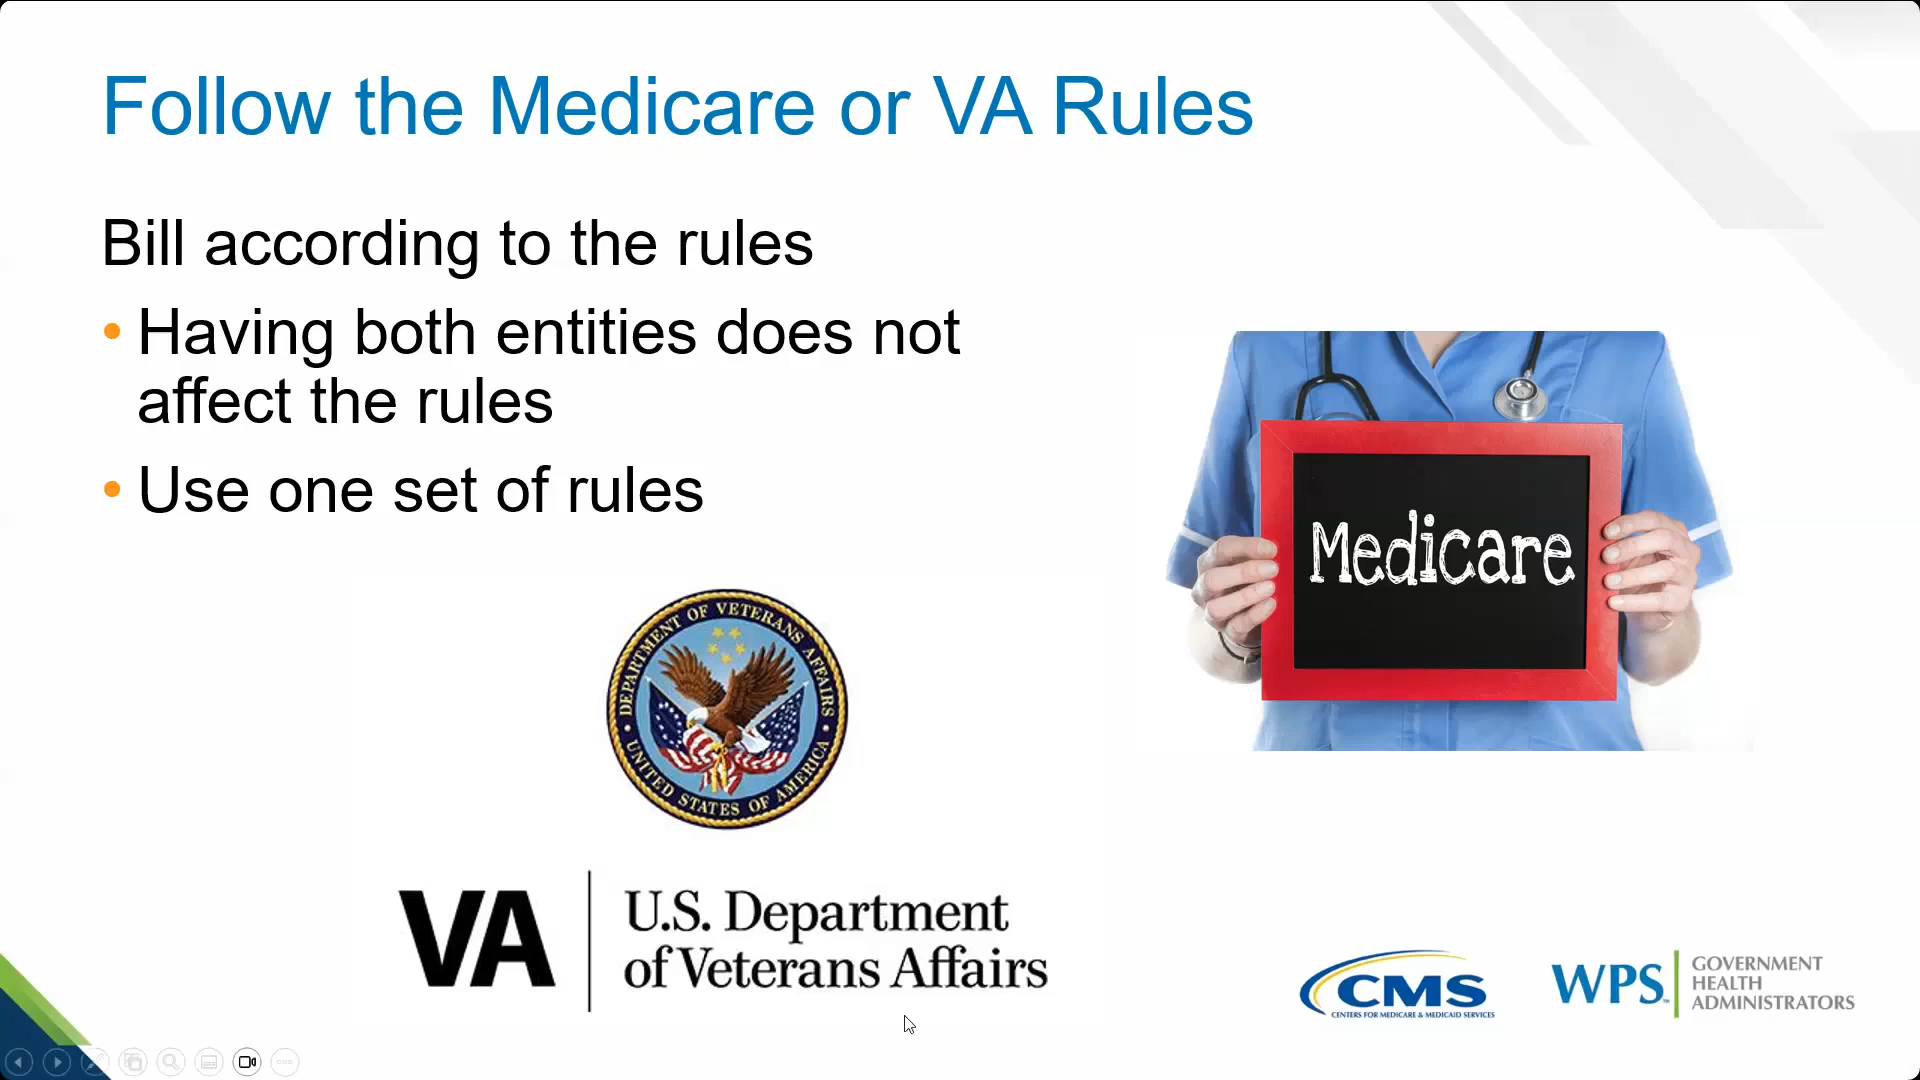 Follow the Medicare or VA Rules
Bill according to the rules
• Having both entities does not
affect the rules
• Use one set of rules
Medicare
DEPARTMENT OF VETERANS AFFAIRS
UNITED STATES OF AMERICA
VA
U.S. Department
of Veterans Affairs
CMS
CENTERS FOR MEDICARE & MEDICAID SERVICES
WPS
GOVERNMENT
HEALTH
ADMINISTRATORS